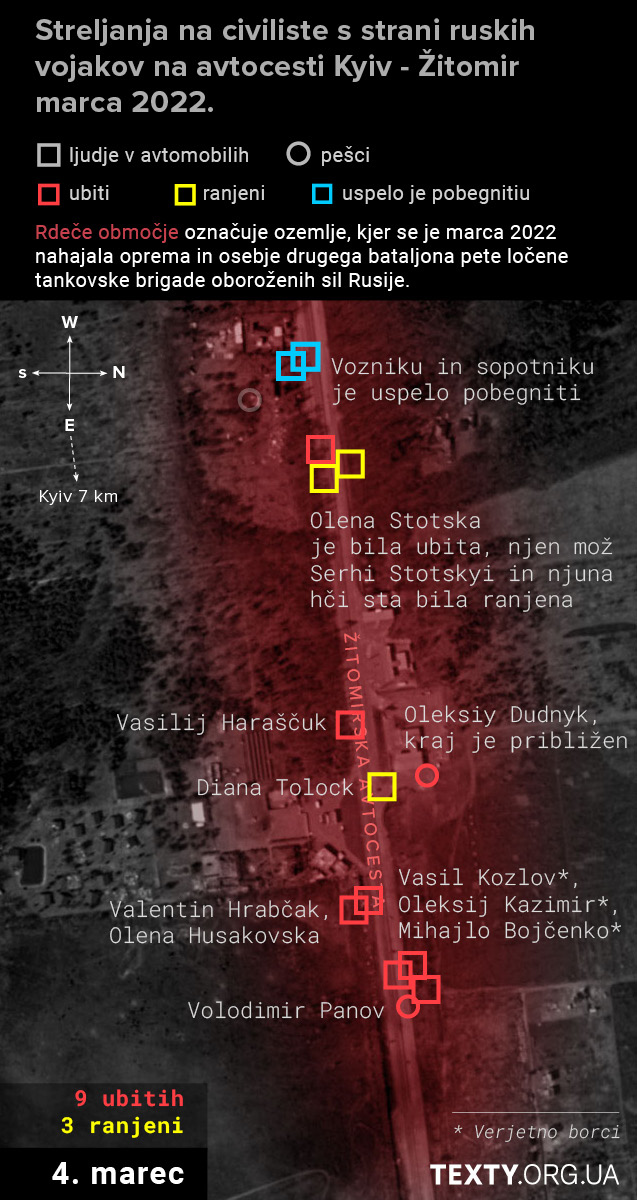 Streljanja na civiliste s strani ruskih
vojakov na avtocesti Kyiv - Žitomir
marca 2022.
ljudje v avtomobilih
pešci
ubiti
ranjeni
uspelo je pobegnitiu
Rdeče območje označuje ozemlje, kjer se je marca 2022
nahajala oprema in osebje drugega bataljona pete ločene
tankovske brigade oboroženih sil Rusije.
W
s
N
E
Kyiv 7 km
Vozniku in sopotniku
je uspelo pobegniti
Olena Stotska
je bila ubita, njen mož
Serhi Stotskyi in njuna
hči sta bila ranjena
ŽITOMIRSKA AVTOCESTA
Vasilij Haraščuk
Oleksiy Dudnyk,
kraj je približen
Diana Tolock
Vasil Kozlov*,
Oleksij Kazimir*,
Mihajlo Bojčenko*
Valentin Hrabčak,
Olena Husakovska
Volodimir Panov
9 ubitih
3 ranjeni
4. marec
* Verjetno borci
TEXTY.ORG.UA